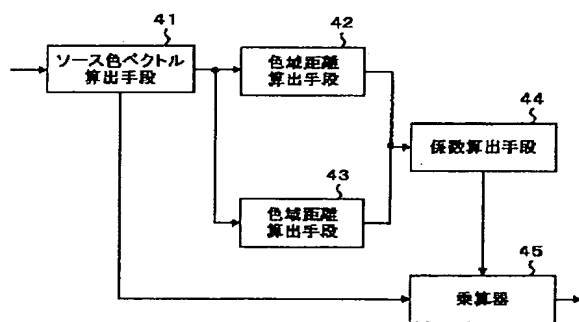 41
ソース色ベクトル
算出手段
42
色域距離
算出手段
43
色域距離
算出手段
44
係数算出手段
45
乗算器